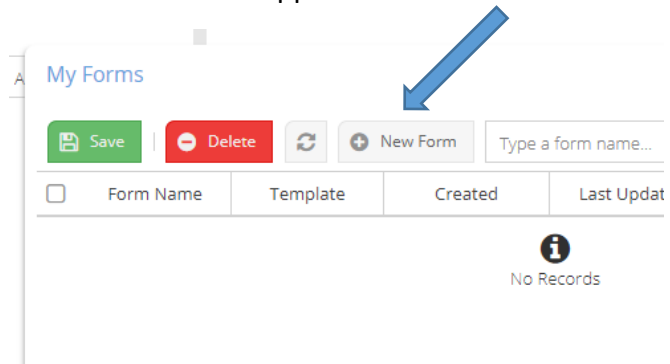 My Forms
Save | Delete New Form Type a form name...
Form Name Template Created Last Updat
No Records